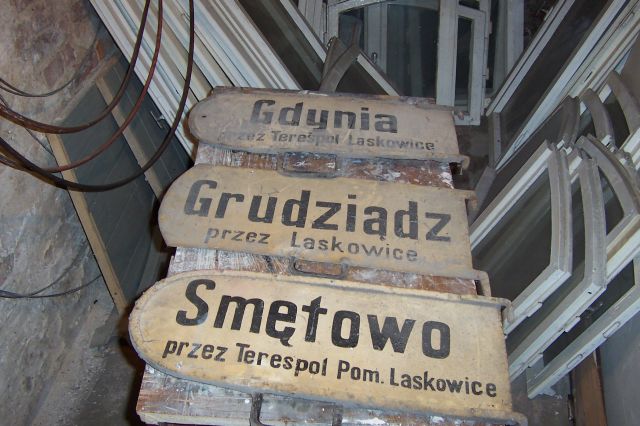 Gdynia
przez Terespol Laskowice
Grudziądz
przez Laskowice
Smętowo
przez Terespol Pom. Laskowice